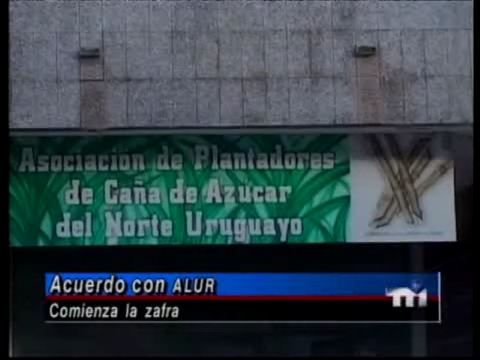 Asociación de Plantadores
de Caña de Azúcar
del Norte Uruguayo
Acuerdo con ALUR
Comienza la zafra